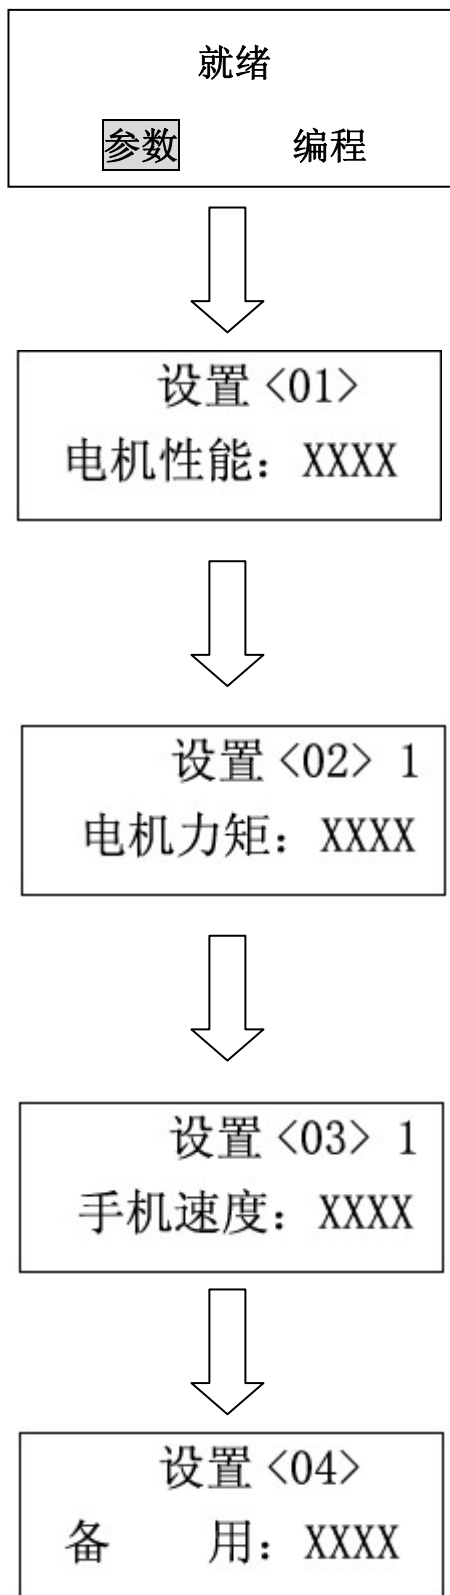 就绪
参数 编程
设置<01>
电机性能：XXXX
设置<02> 1
电机力矩：XXXX
设置<03> 1
手机速度：XXXX
设置<04>
备 用：XXXX